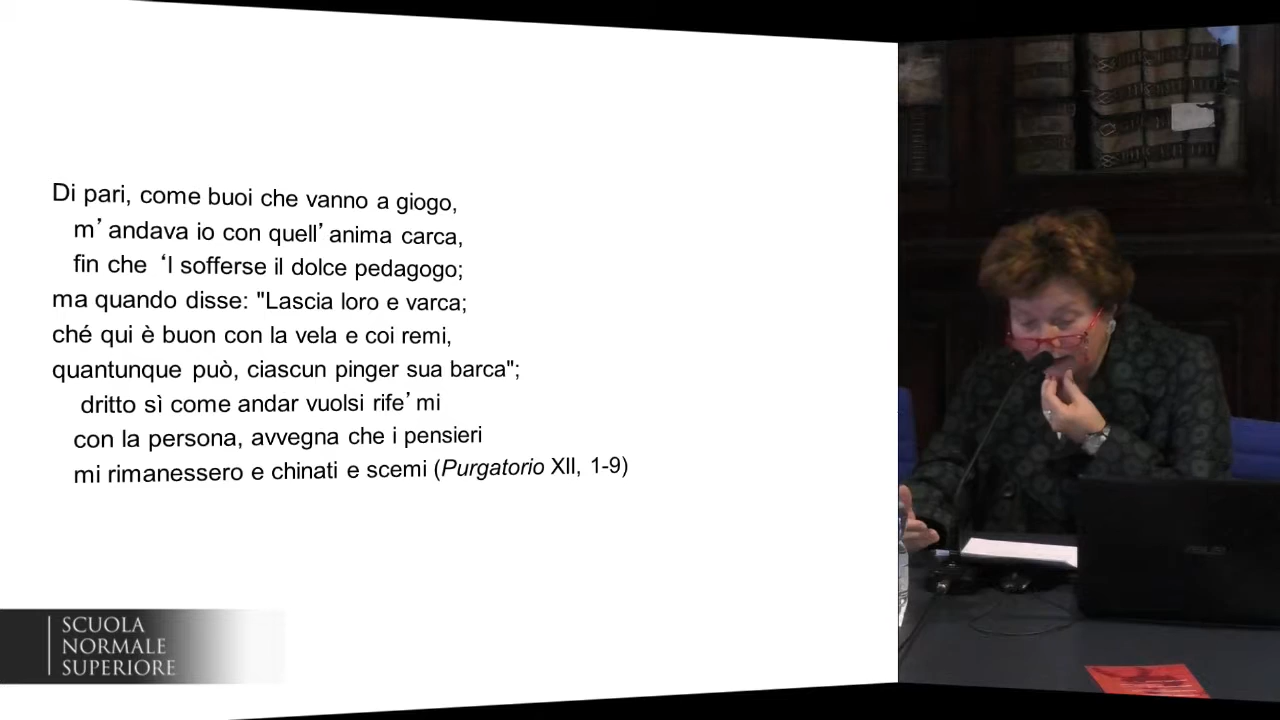 Di pari, come buoi che vanno a giogo,
m’ andava io con quell’ anima carca,
fin che ‘l sofferse il dolce pedagogo;
ma quando disse: "Lascia loro e varca;
ché qui è buon con la vela e coi remi,
quantunque può, ciascun pinger sua barca";
dritto sì come andar vuolsi rife’ mi
con la persona, avvegna che i pensieri
mi rimanessero e chinati e scemi (Purgatorio XII, 1-9)
SCUOLA
NORMALE
SUPERIORE